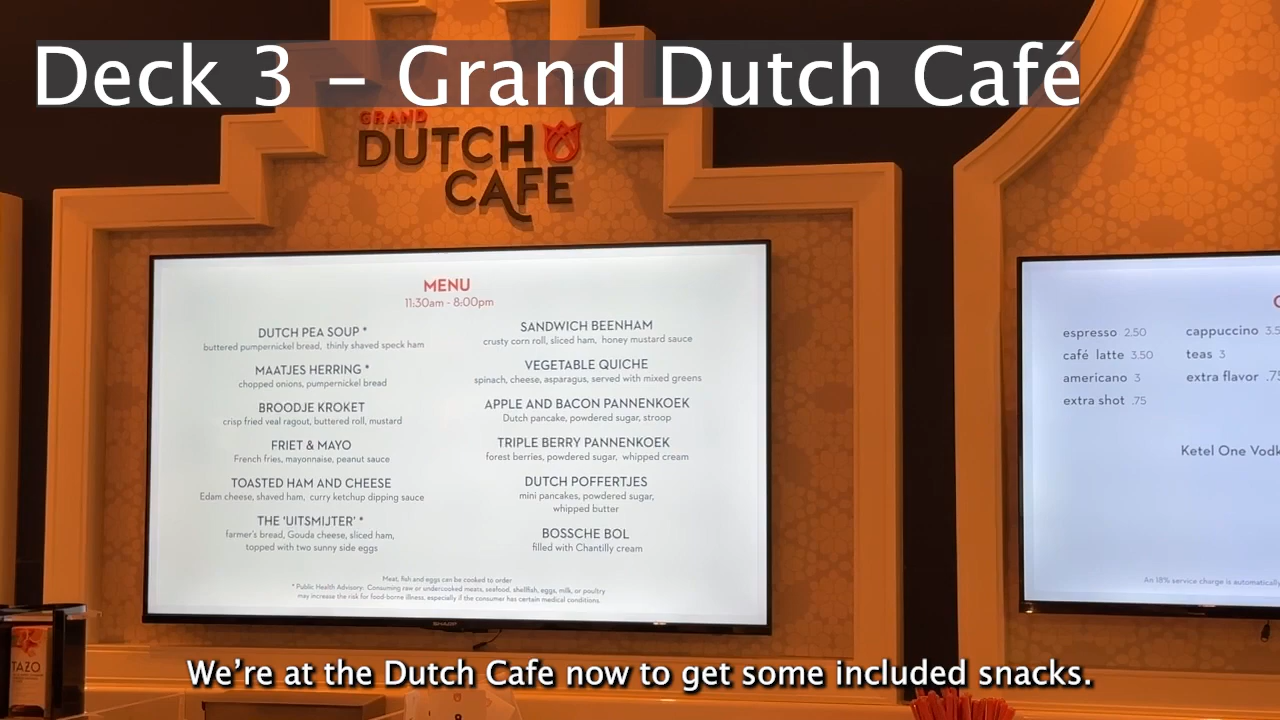 Deck 3 – Grand Dutch Café
GRAND
DUTCH
CAFE
MENU
11:30am - 8:00pm
DUTCH PEA SOUP *
buttered pumpernickel bread, thinly shaved speck ham
MAATJES HERRING *
chopped onions, pumpernickel bread
BROODJE KROKET
crisp fried veal ragout, buttered roll, mustard
FRIET & MAYO
French fries, mayonnaise, peanut sauce
TOASTED HAM AND CHEESE
Edam cheese, shaved ham, curry ketchup dipping sauce
THE 'UITSMIJTER' *
farmer's bread, Gouda cheese, sliced ham,
topped with two sunny side eggs
SANDWICH BEENHAM
crusty corn roll, sliced ham, honey mustard sauce
VEGETABLE QUICHE
spinach, cheese, asparagus, served with mixed greens
APPLE AND BACON PANNENKOEK
Dutch pancake, powdered sugar, stroop
TRIPLE BERRY PANNENKOEK
forest berries, powdered sugar, whipped cream
DUTCH POFFERTJES
mini pancakes, powdered sugar,
whipped butter
BOSSCHE BOL
filled with Chantilly cream
Meat, fish and eggs can be cooked to order
* Public Health Advisory: Consuming raw or undercooked meats, seafood, shellfish, eggs, milk, or poultry
may increase the risk for food-borne illness, especially if the consumer has certain medical conditions.
SHARP
espresso 2.50
café latte 3.50
americano 3
extra shot .75
cappuccino 3.5
teas 3
extra flavor .75
Ketel One Vodk
An 18% service charge is automatically
TAZO
We're at the Dutch Cafe now to get some included snacks.